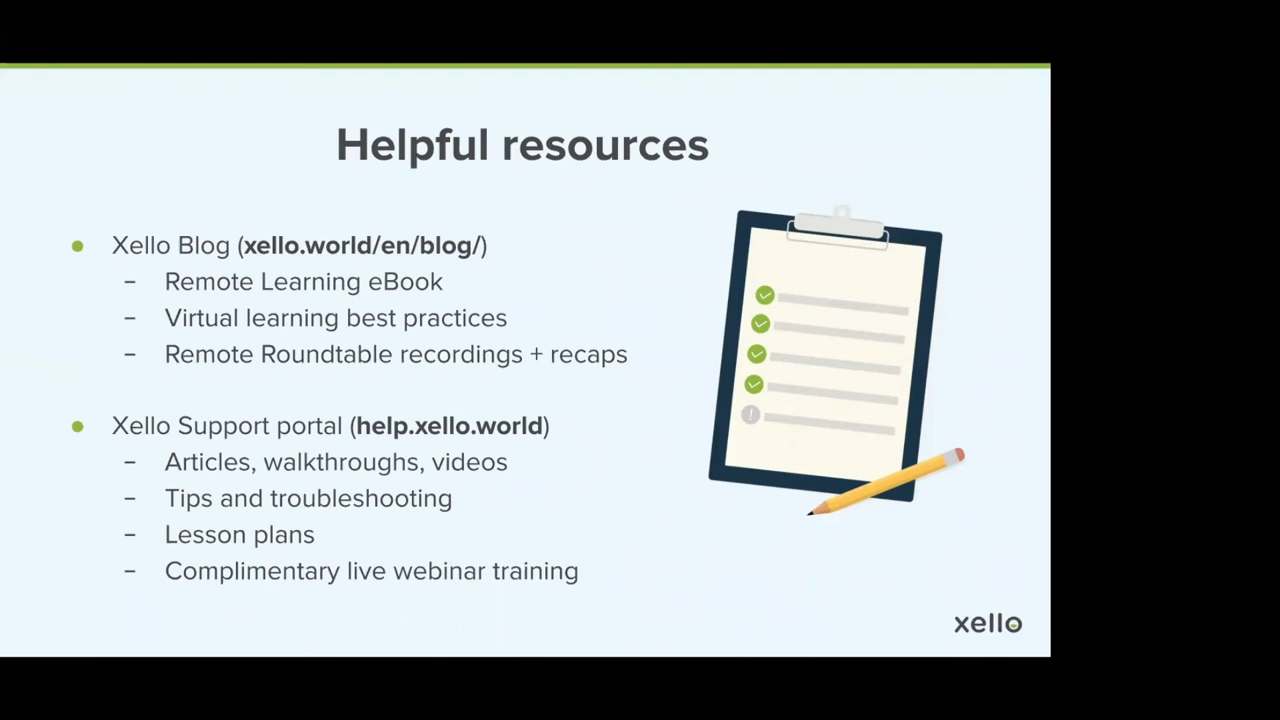 Helpful resources
● Xello Blog (xello.world/en/blog/)
– Remote Learning eBook
– Virtual learning best practices
– Remote Roundtable recordings + recaps
● Xello Support portal (help.xello.world)
– Articles, walkthroughs, videos
– Tips and troubleshooting
– Lesson plans
– Complimentary live webinar training
xello